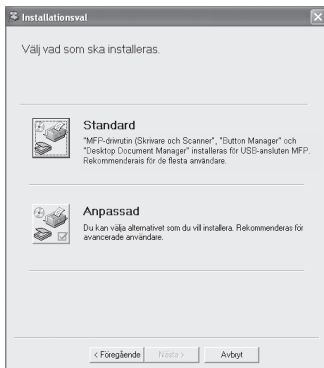 Installationsval
Välj vad som ska installeras.
Standard
"MFP-drivrutin (Skrivare och Scanner", "Button Manager" och
"Desktop Document Manager" installeras för USB-ansluten MFP.
Rekommenderais för de flesta användare.
Anpassad
Du kan välja alternativet som du vill installera. Rekommenderas för
avancerade användare.
< Föregående
Nästa >
Avbryt